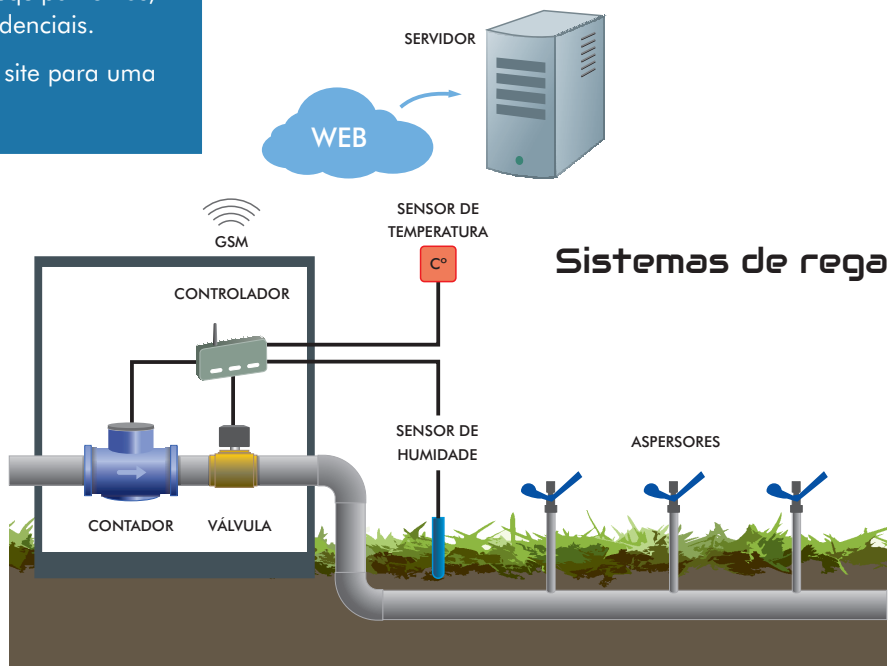 denciais.
site para uma
SERVIDOR
WEB
GSM
SENSOR DE
TEMPERATURA
Cº
Sistemas de rega
CONTROLADOR
SENSOR DE
HUMIDADE
ASPERSORES
CONTADOR
VÁLVULA